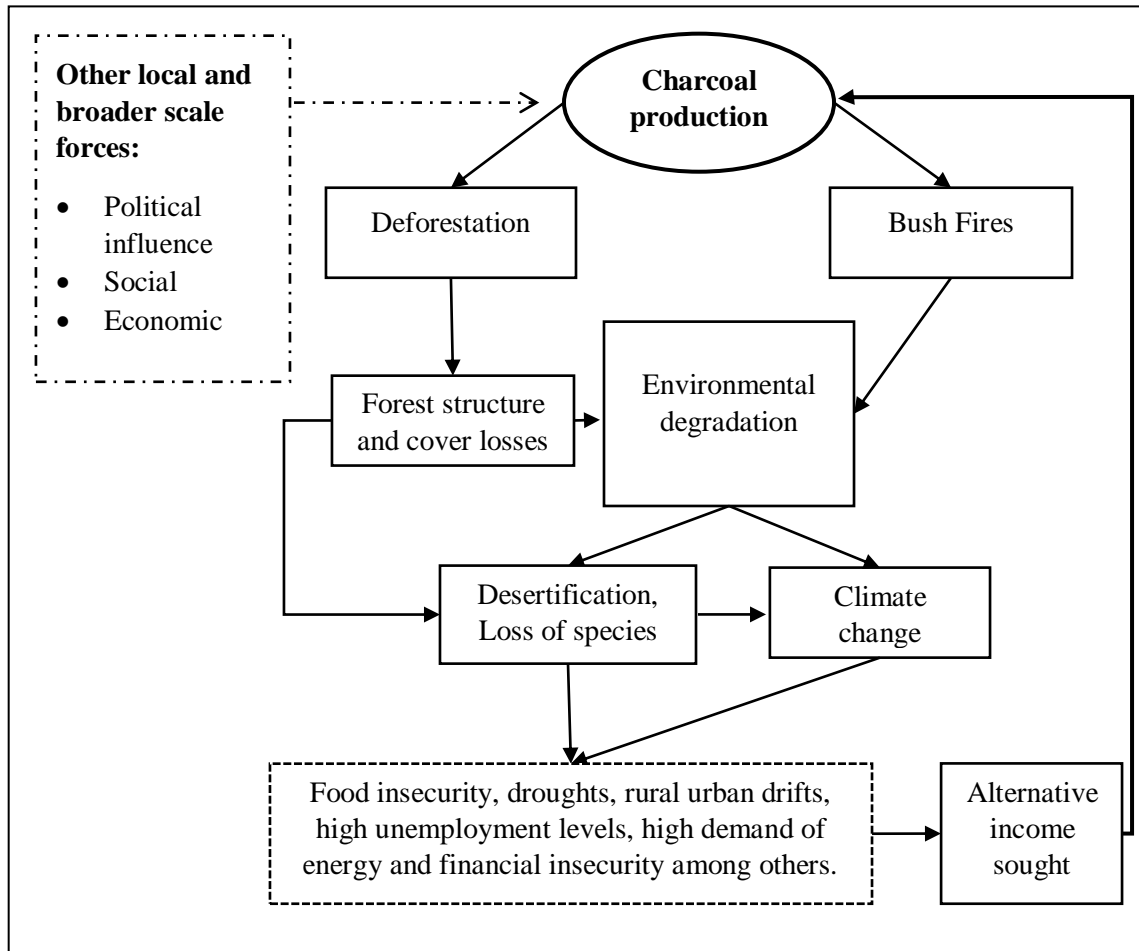 Other local and
broader scale
forces:
• Political
influence
• Social
• Economic
Charcoal
production
Deforestation
Bush Fires
Forest structure
and cover losses
Environmental
degradation
Desertification,
Loss of species
Climate
change
Food insecurity, droughts, rural urban drifts,
high unemployment levels, high demand of
energy and financial insecurity among others.
Alternative
income
sought